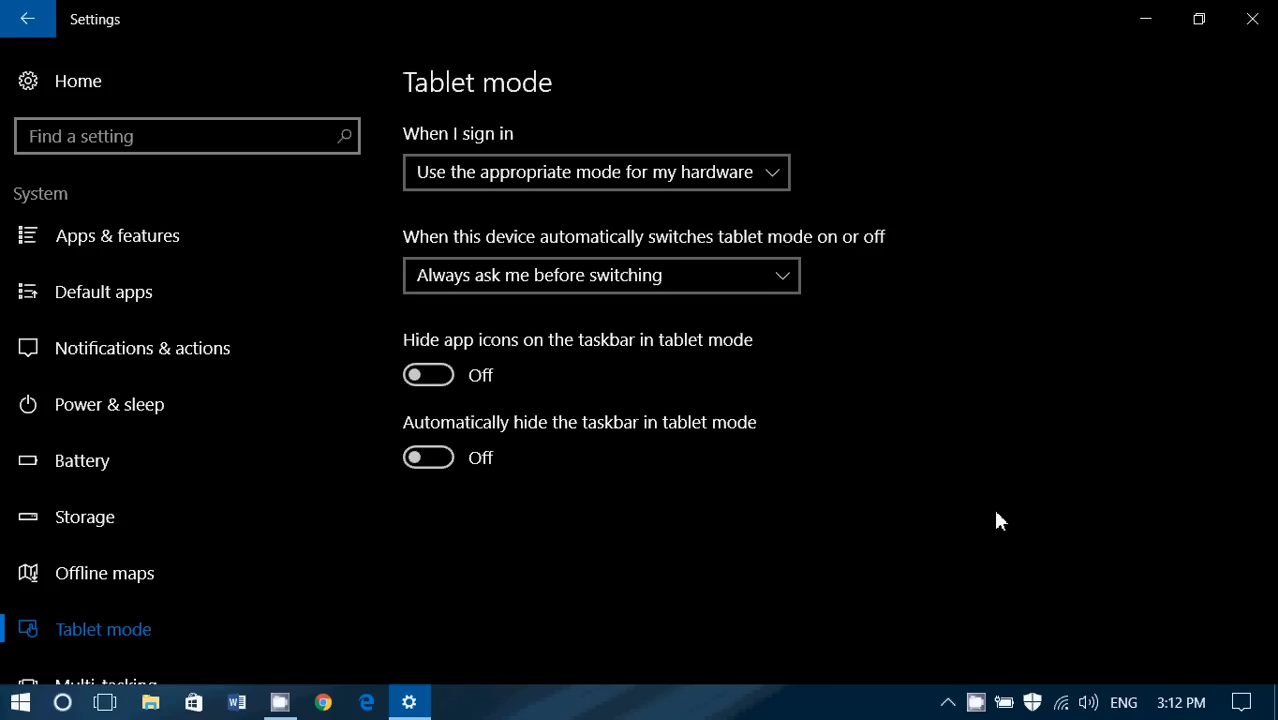 Settings
Home
Find a setting
System
Apps & features
Default apps
Notifications & actions
Power & sleep
Battery
Storage
Offline maps
Tablet mode
Multi-tasking
Tablet mode
When I sign in
Use the appropriate mode for my hardware
When this device automatically switches tablet mode on or off
Always ask me before switching
Hide app icons on the taskbar in tablet mode
Off
Automatically hide the taskbar in tablet mode
Off
ENG
3:12 PM